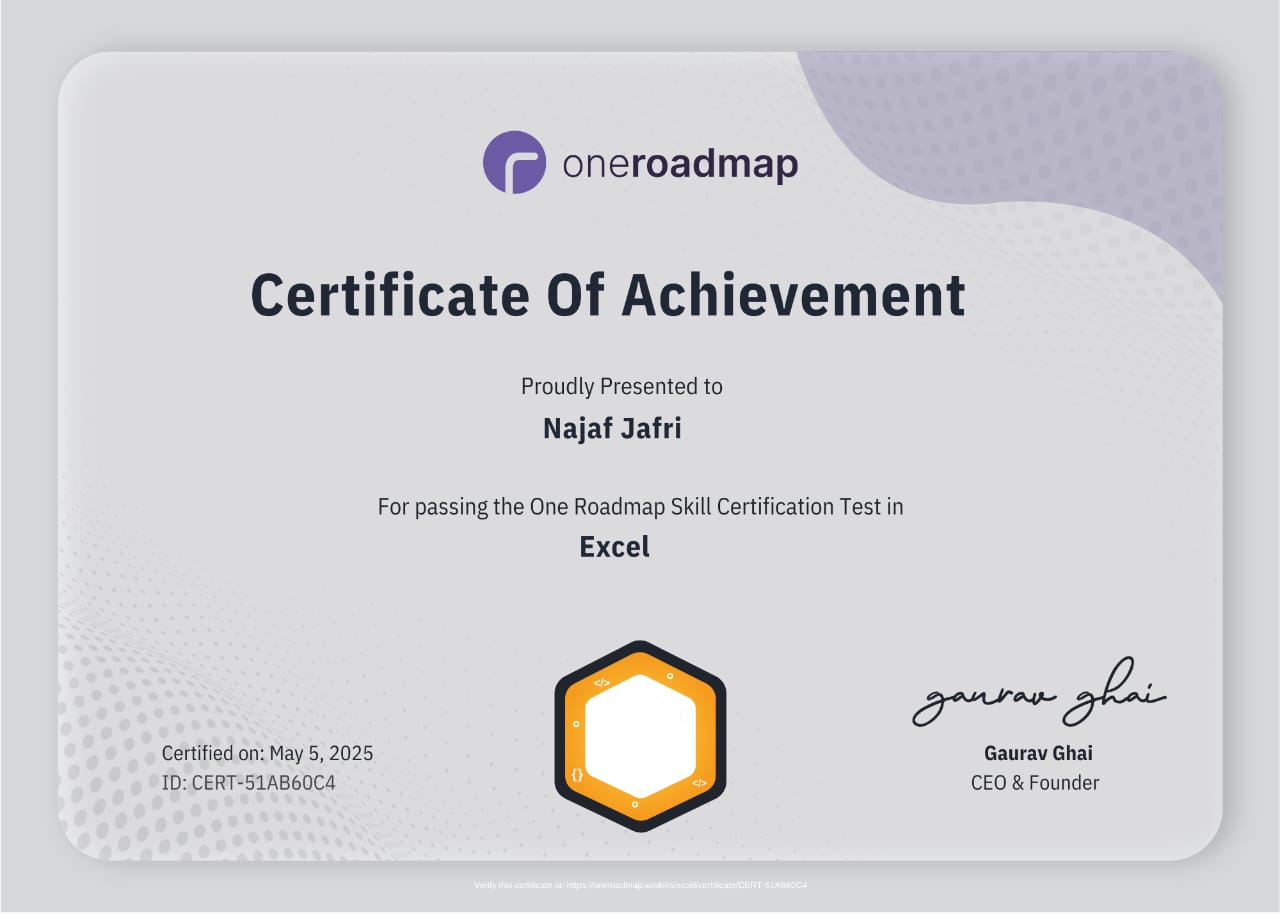 oneroadmap
Certificate Of Achievement
Proudly Presented to
Najaf Jafri
For passing the One Roadmap Skill Certification Test in
Excel
</>
</>
{}
gaurav ghai
Certified on: May 5, 2025
ID: CERT-51AB60C4
Gaurav Ghai
CEO & Founder
Verify this certificate at: https://oneroadmap.io/skills/excel/certificate/CERT-51AB60C4